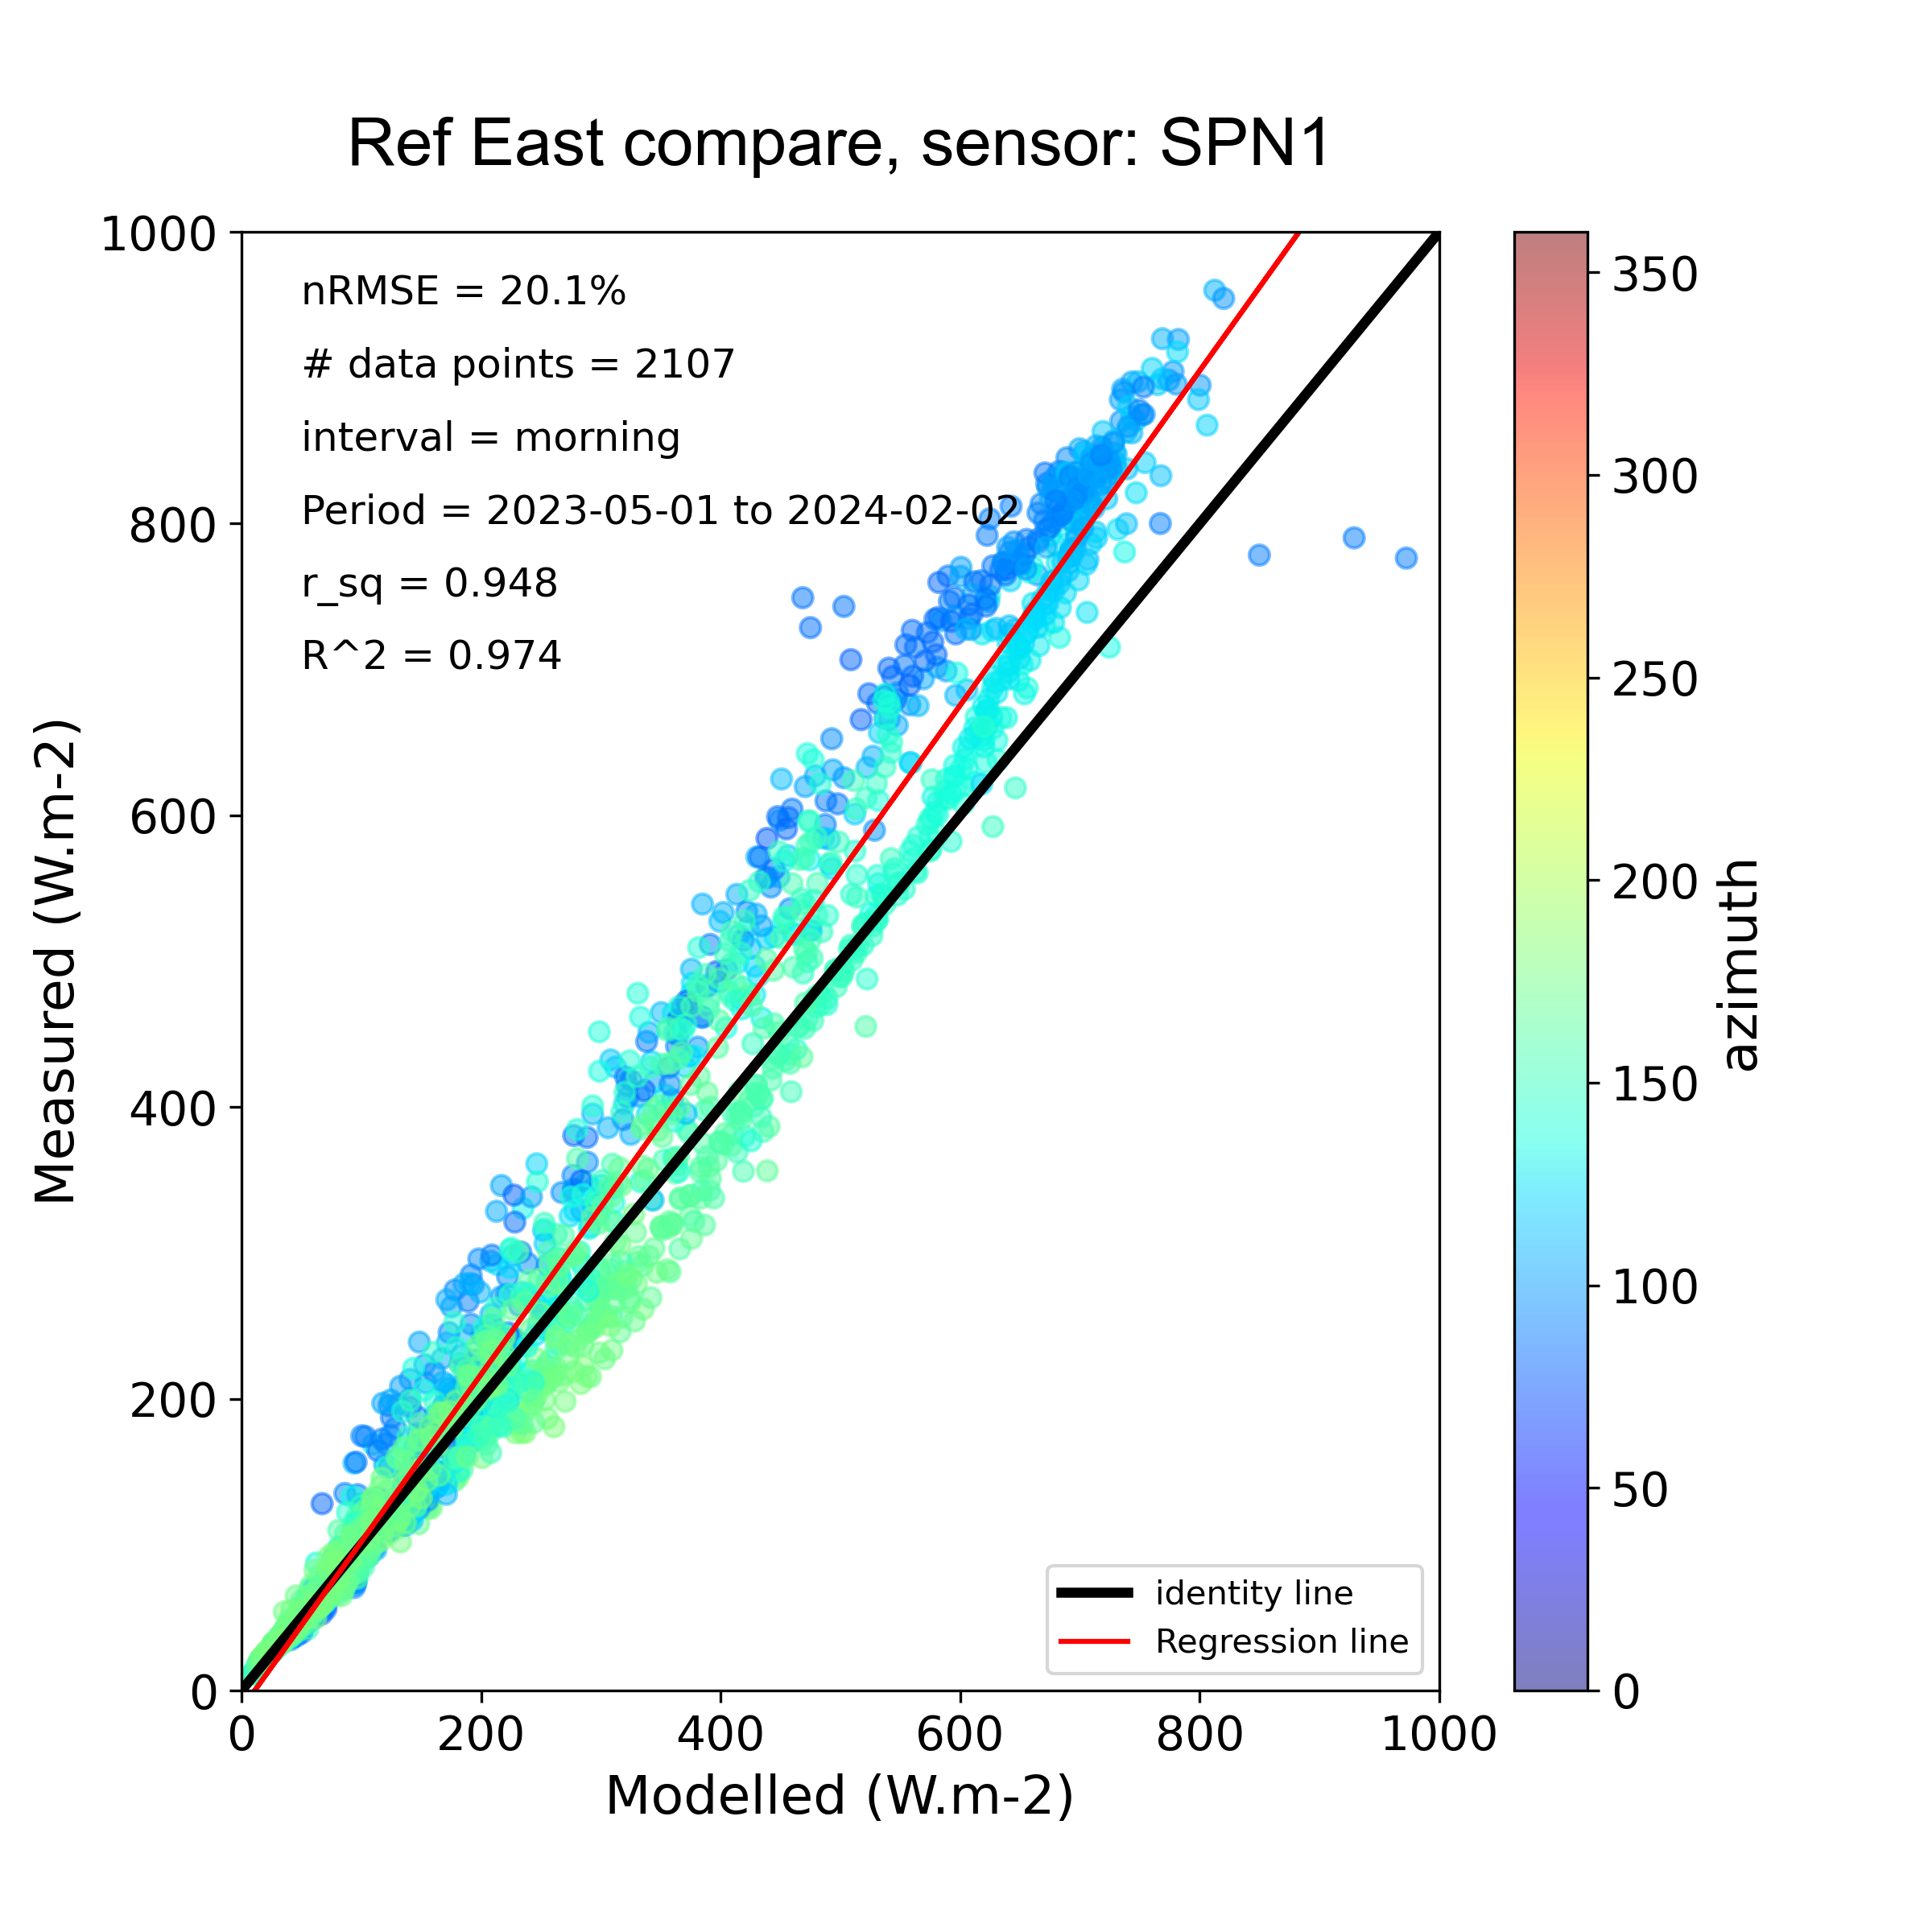 Ref East compare, sensor: SPN1
nRMSE = 20.1%
# data points = 2107
interval = morning
Period = 2023-05-01 to 2024-02-02
r_sq = 0.948
R^2 = 0.974
1000
800
600
400
200
0
Measured (W.m-2)
0 200 400 600 800 1000
Modelled (W.m-2)
identity line
Regression line
350
300
250
200
150
100
50
0
azimuth